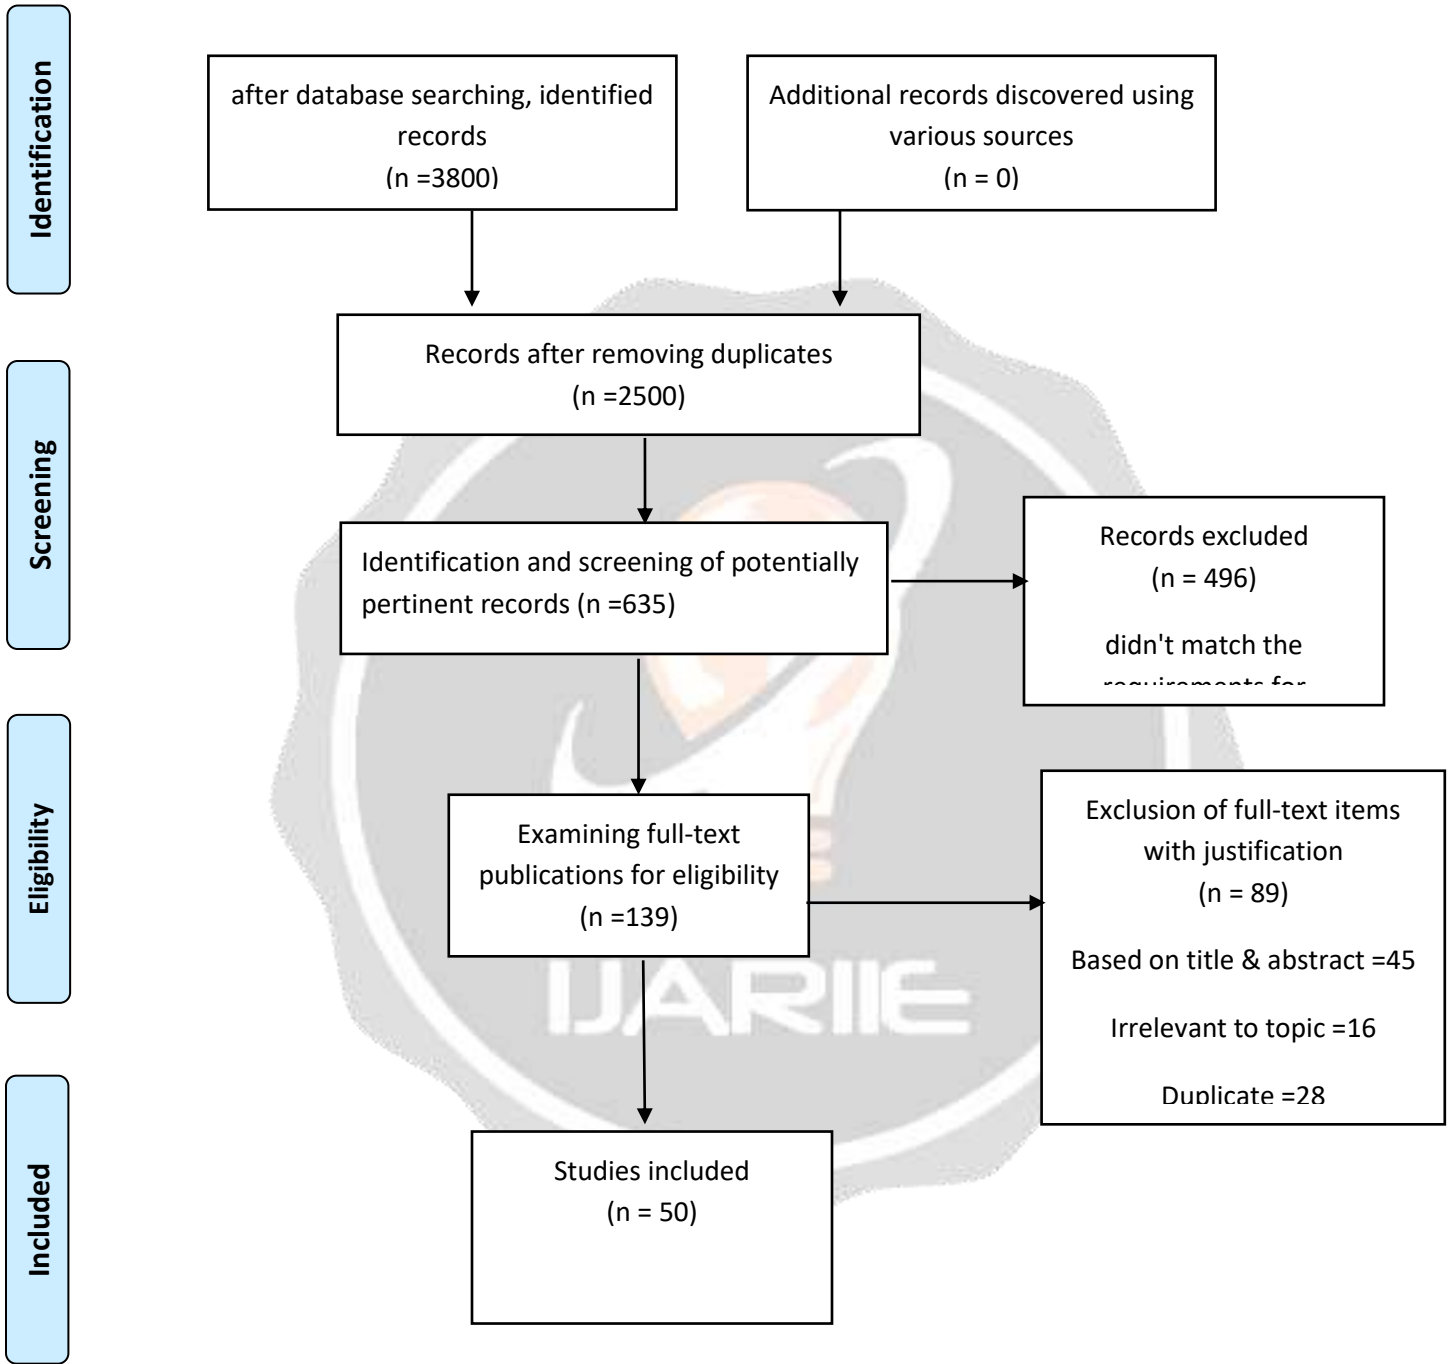 Identification
after database searching, identified
records
(n =3800)
Additional records discovered using
various sources
(n = 0)
Records after removing duplicates
(n =2500)
Screening
Identification and screening of potentially
pertinent records (n =635)
Records excluded
(n = 496)
didn't match the
requirements for
Eligibility
Examining full-text
publications for eligibility
(n =139)
Exclusion of full-text items
with justification
(n = 89)
Based on title & abstract =45
Irrelevant to topic =16
Duplicate =28
IJARIIE
Included
Studies included
(n = 50)